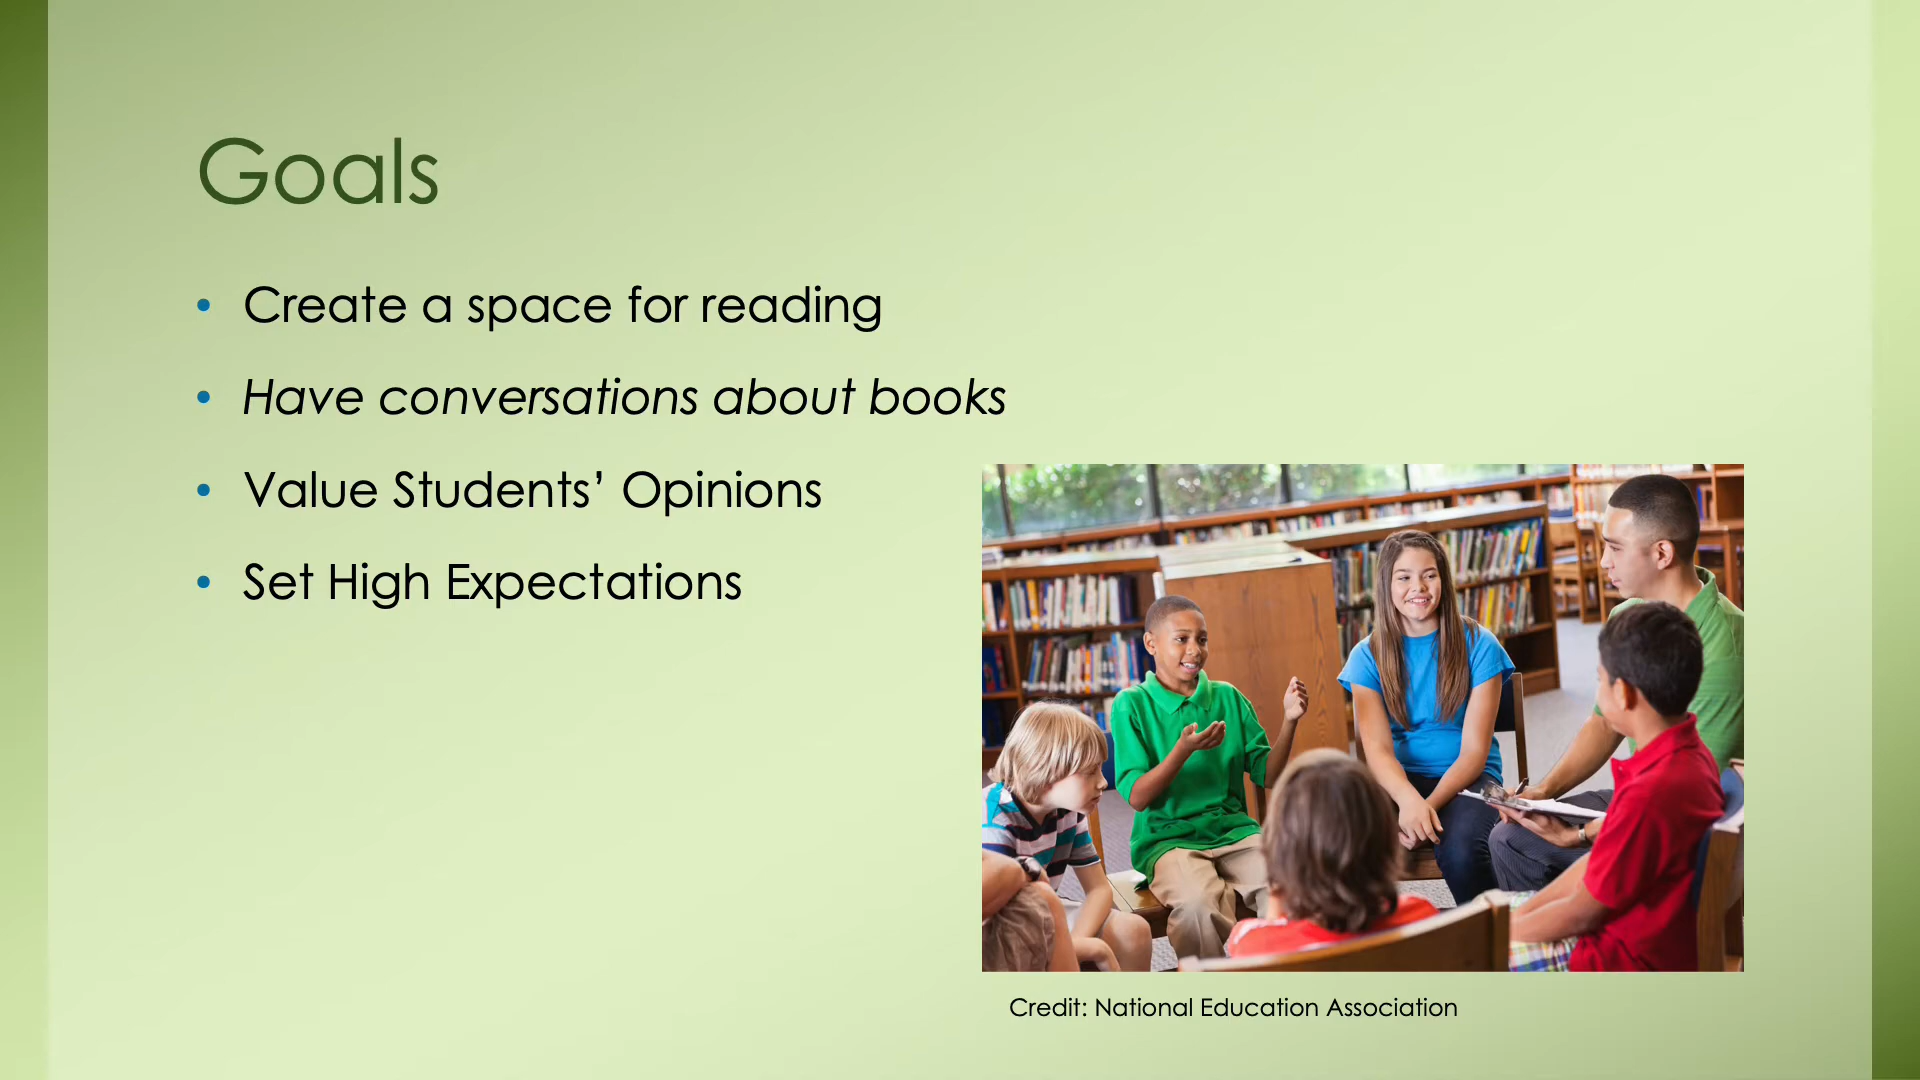 Goals
• Create a space for reading
• Have conversations about books
• Value Students’ Opinions
• Set High Expectations
Credit: National Education Association